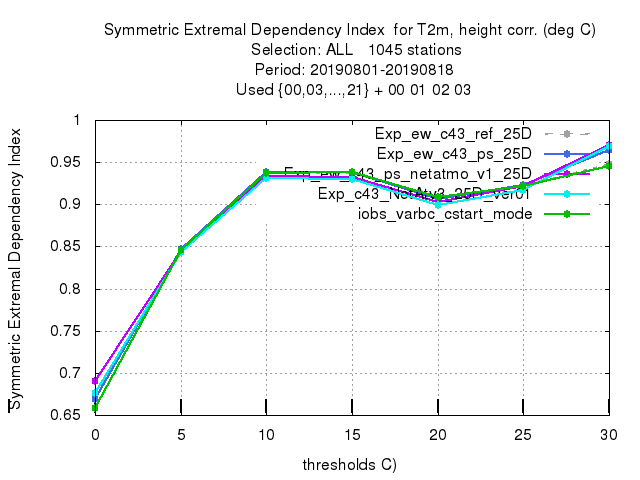 Symmetric Extremal Dependency Index  for T2m, height corr. (deg C)
Selection: ALL   1045 stations
Period: 20190801-20190818
Used {00,03,...,21} + 00 01 02 03
Symmetric Extremal Dependency Index
1
0.95
0.9
0.85
0.8
0.75
0.7
0.65
Exp_ew_c43_ref_25D
Exp_ew_c43_ps_25D
Exp_ew_c43_ps_netatmo_v1_25D
Exp_c43_NetAtv3_25D_ver01
iobs_varbc_cstart_mode
0 5 10 15 20 25 30
thresholds C)